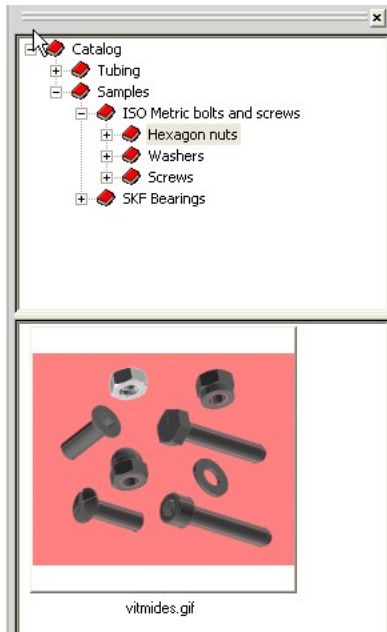 Catalog
Tubing
Samples
ISO Metric bolts and screws
Hexagon nuts
Washers
Screws
SKF Bearings
vitmides.gif